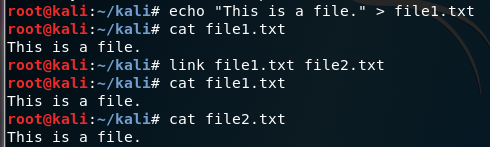 root@kali:~/kali# echo "This is a file." > file1.txt
root@kali:~/kali# cat file1.txt
This is a file.
root@kali:~/kali# link file1.txt file2.txt
root@kali:~/kali# cat file1.txt
This is a file.
root@kali:~/kali# cat file2.txt
This is a file.